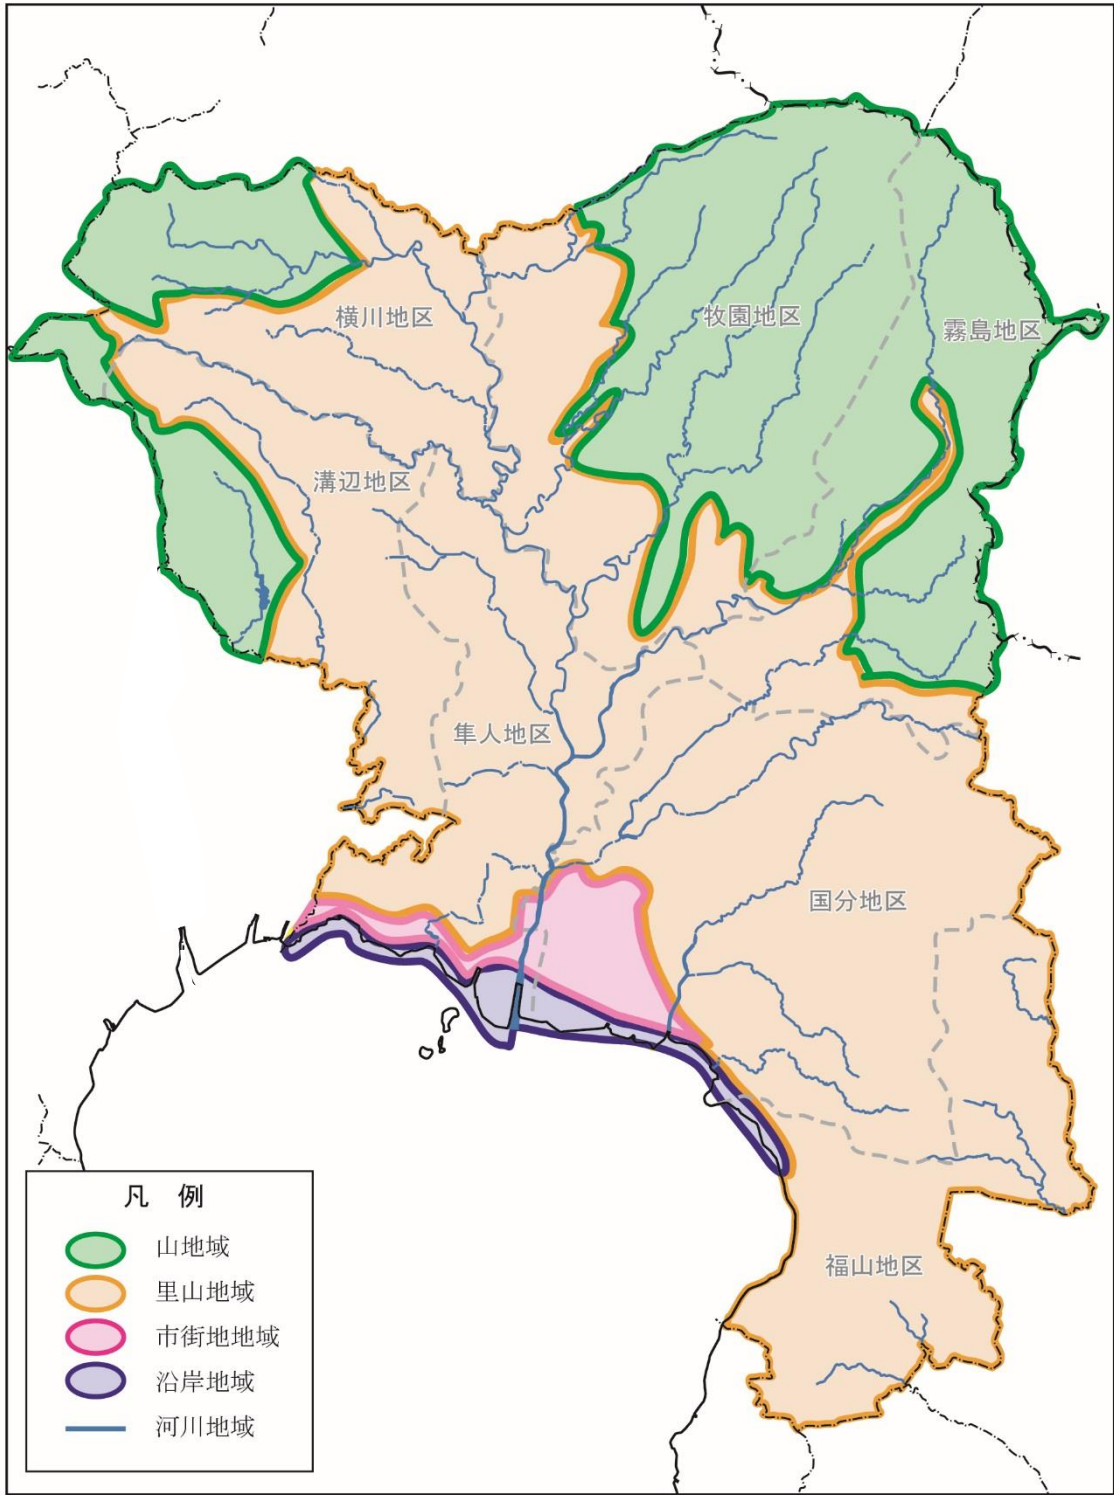 横川地区
牧園地区
霧島地区
溝辺地区
隼人地区
国分地区
福山地区
凡 例
山地域
里山地域
市街地地域
沿岸地域
河川地域